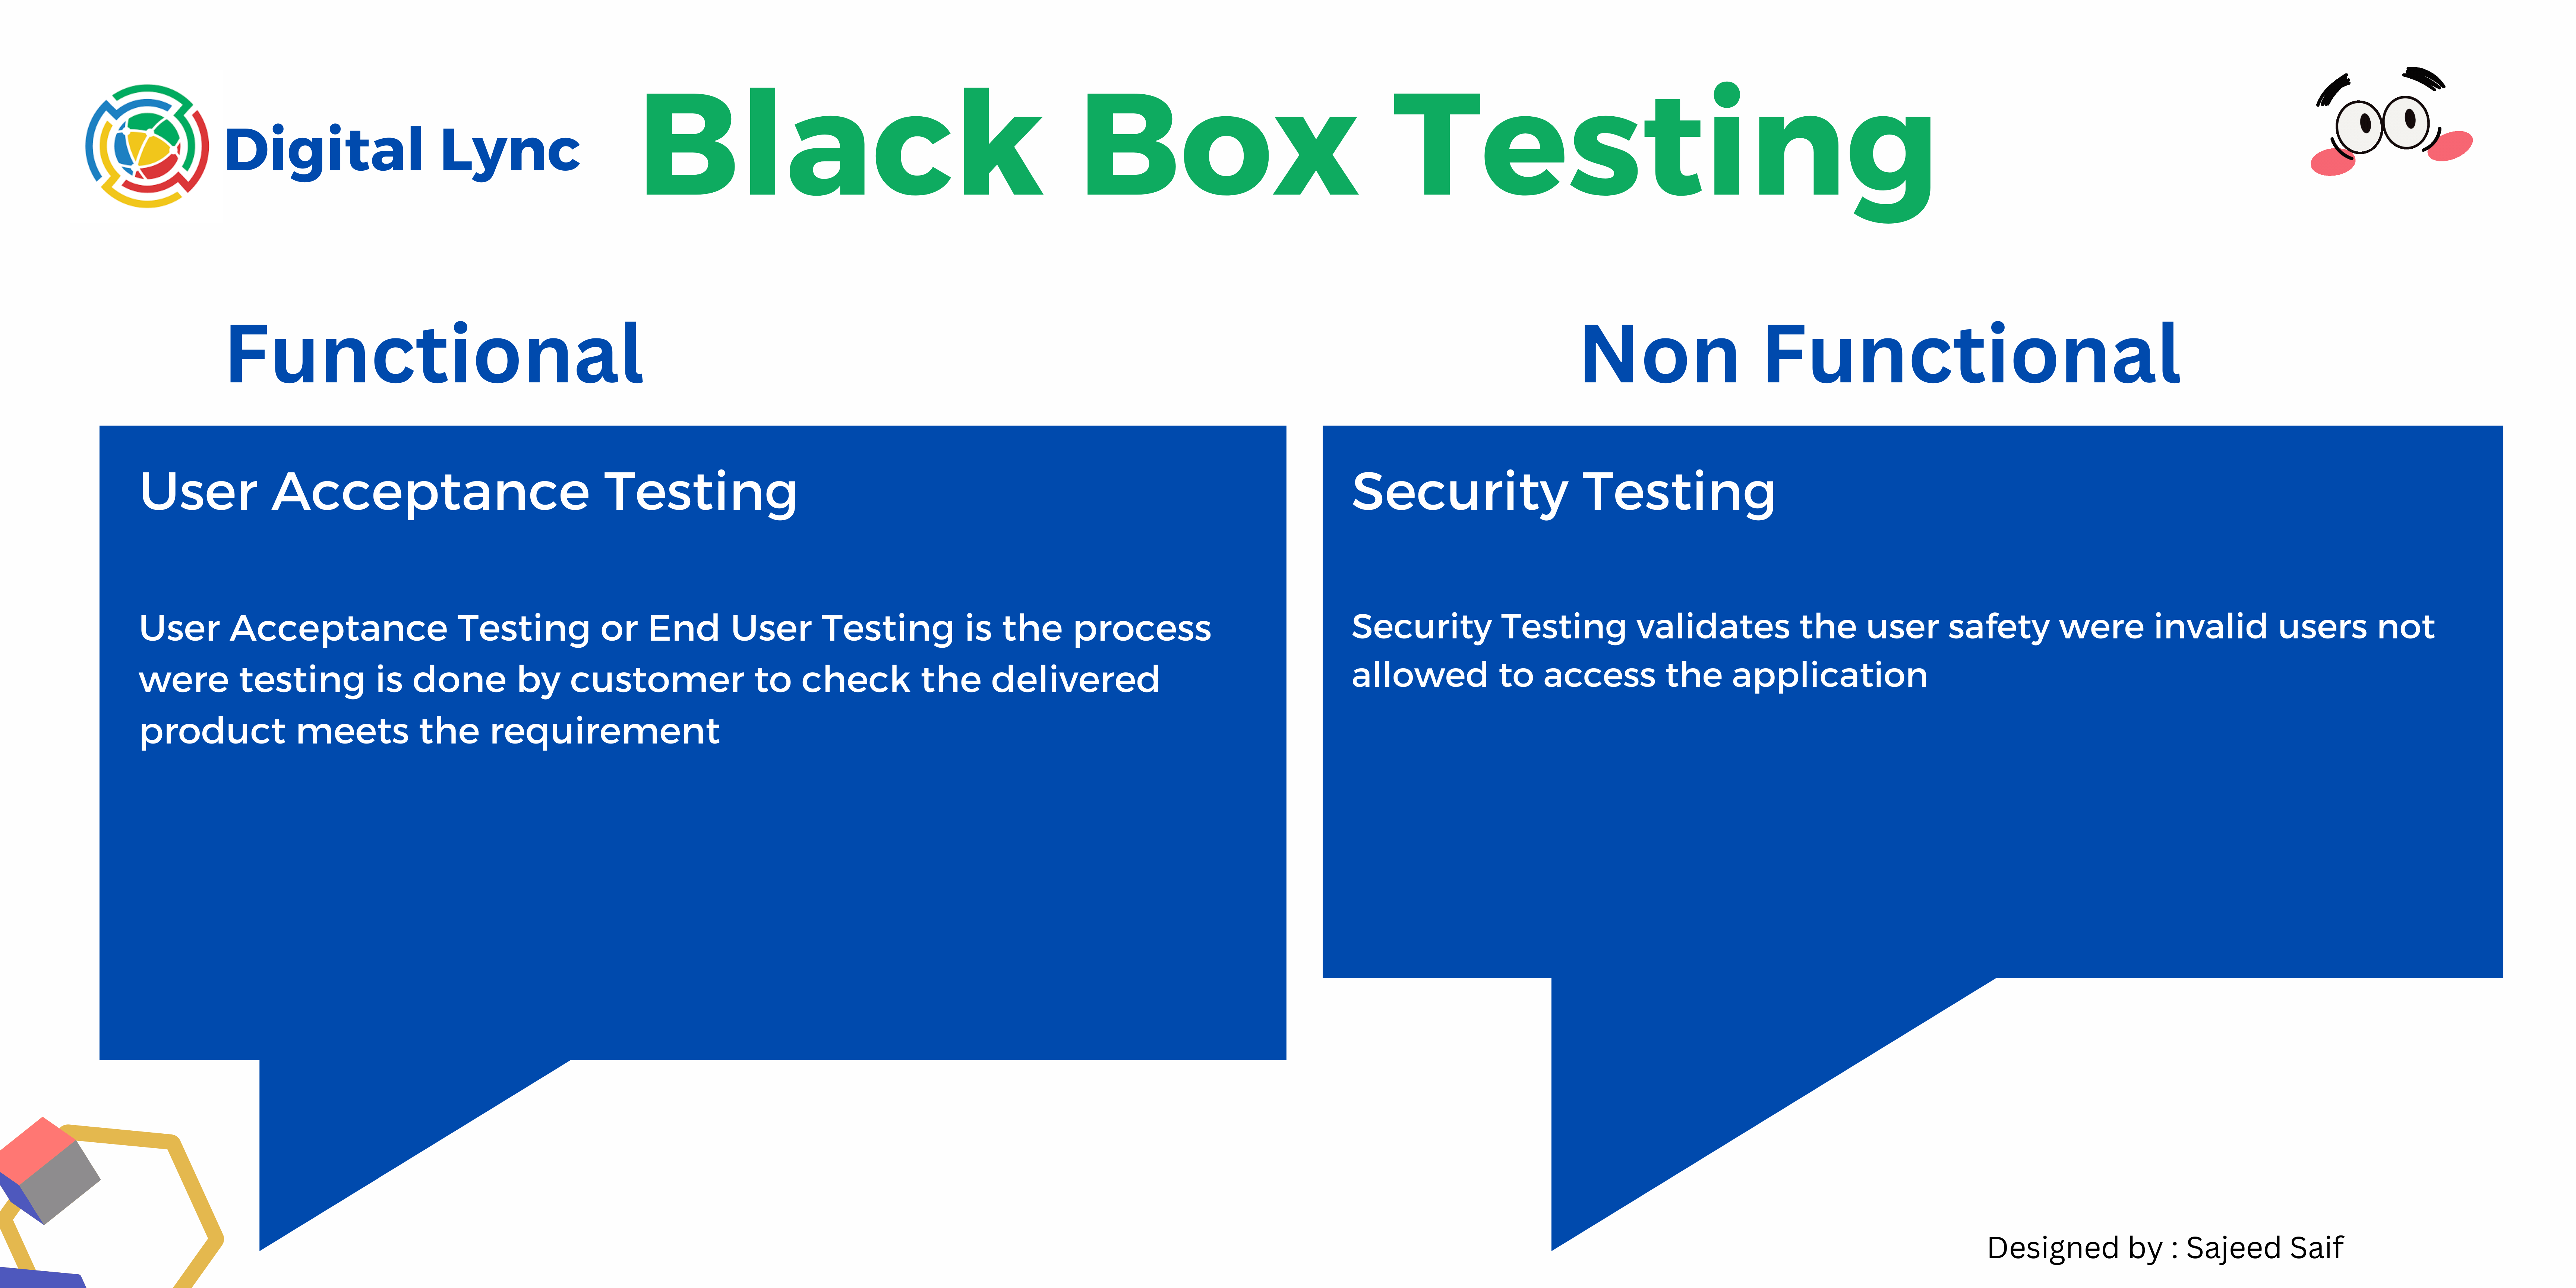 Digital Lync
Black Box Testing
Functional
Non Functional
User Acceptance Testing
User Acceptance Testing or End User Testing is the process
were testing is done by customer to check the delivered
product meets the requirement
Security Testing
Security Testing validates the user safety were invalid users not
allowed to access the application
Designed by : Sajeed Saif